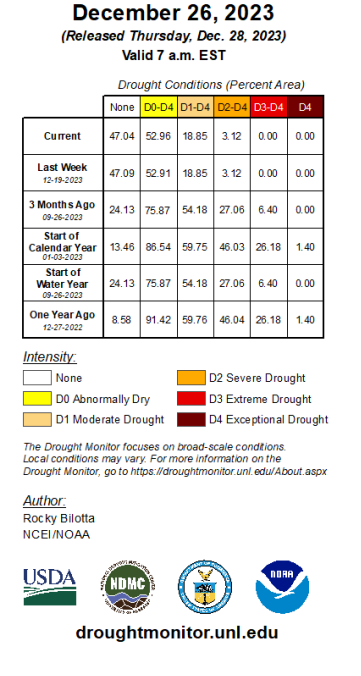 December 26, 2023
(Released Thursday, Dec. 28, 2023)
Valid 7 a.m. EST
Drought Conditions (Percent Area)
None D0-D4 D1-D4 D2-D4 D3-D4 D4
Current 47.04 52.96 18.85 3.12 0.00 0.00
Last Week
12-19-2023 47.09 52.91 18.85 3.12 0.00 0.00
3 Months Ago
09-26-2023 24.13 75.87 54.18 27.06 6.40 0.00
Start of
Calendar Year
01-03-2023 13.46 86.54 59.75 46.03 26.18 1.40
Start of
Water Year
09-26-2023 24.13 75.87 54.18 27.06 6.40 0.00
One Year Ago
12-27-2022 8.58 91.42 59.76 46.04 26.18 1.40
Intensity:
None
D0 Abnormally Dry
D1 Moderate Drought
D2 Severe Drought
D3 Extreme Drought
D4 Exceptional Drought
The Drought Monitor focuses on broad-scale conditions.
Local conditions may vary. For more information on the
Drought Monitor, go to https://droughtmonitor.unl.edu/About.aspx
Author:
Rocky Bilotta
NCEI/NOAA
USDA
NDMC
NOAA
droughtmonitor.unl.edu